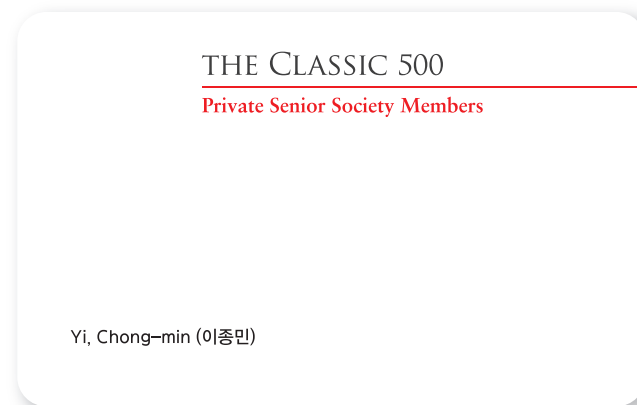 THE CLASSIC 500
Private Senior Society Members
Yi, Chong-min (이종민)